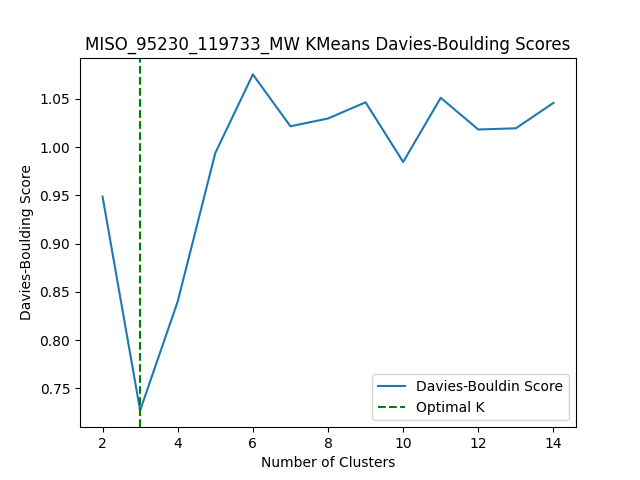 MISO_95230_119733_MW KMeans Davies-Boulding Scores
Davies-Boulding Score
1.05
1.00
0.95
0.90
0.85
0.80
0.75
Davies-Bouldin Score
Optimal K
2 4 6 8 10 12 14
Number of Clusters